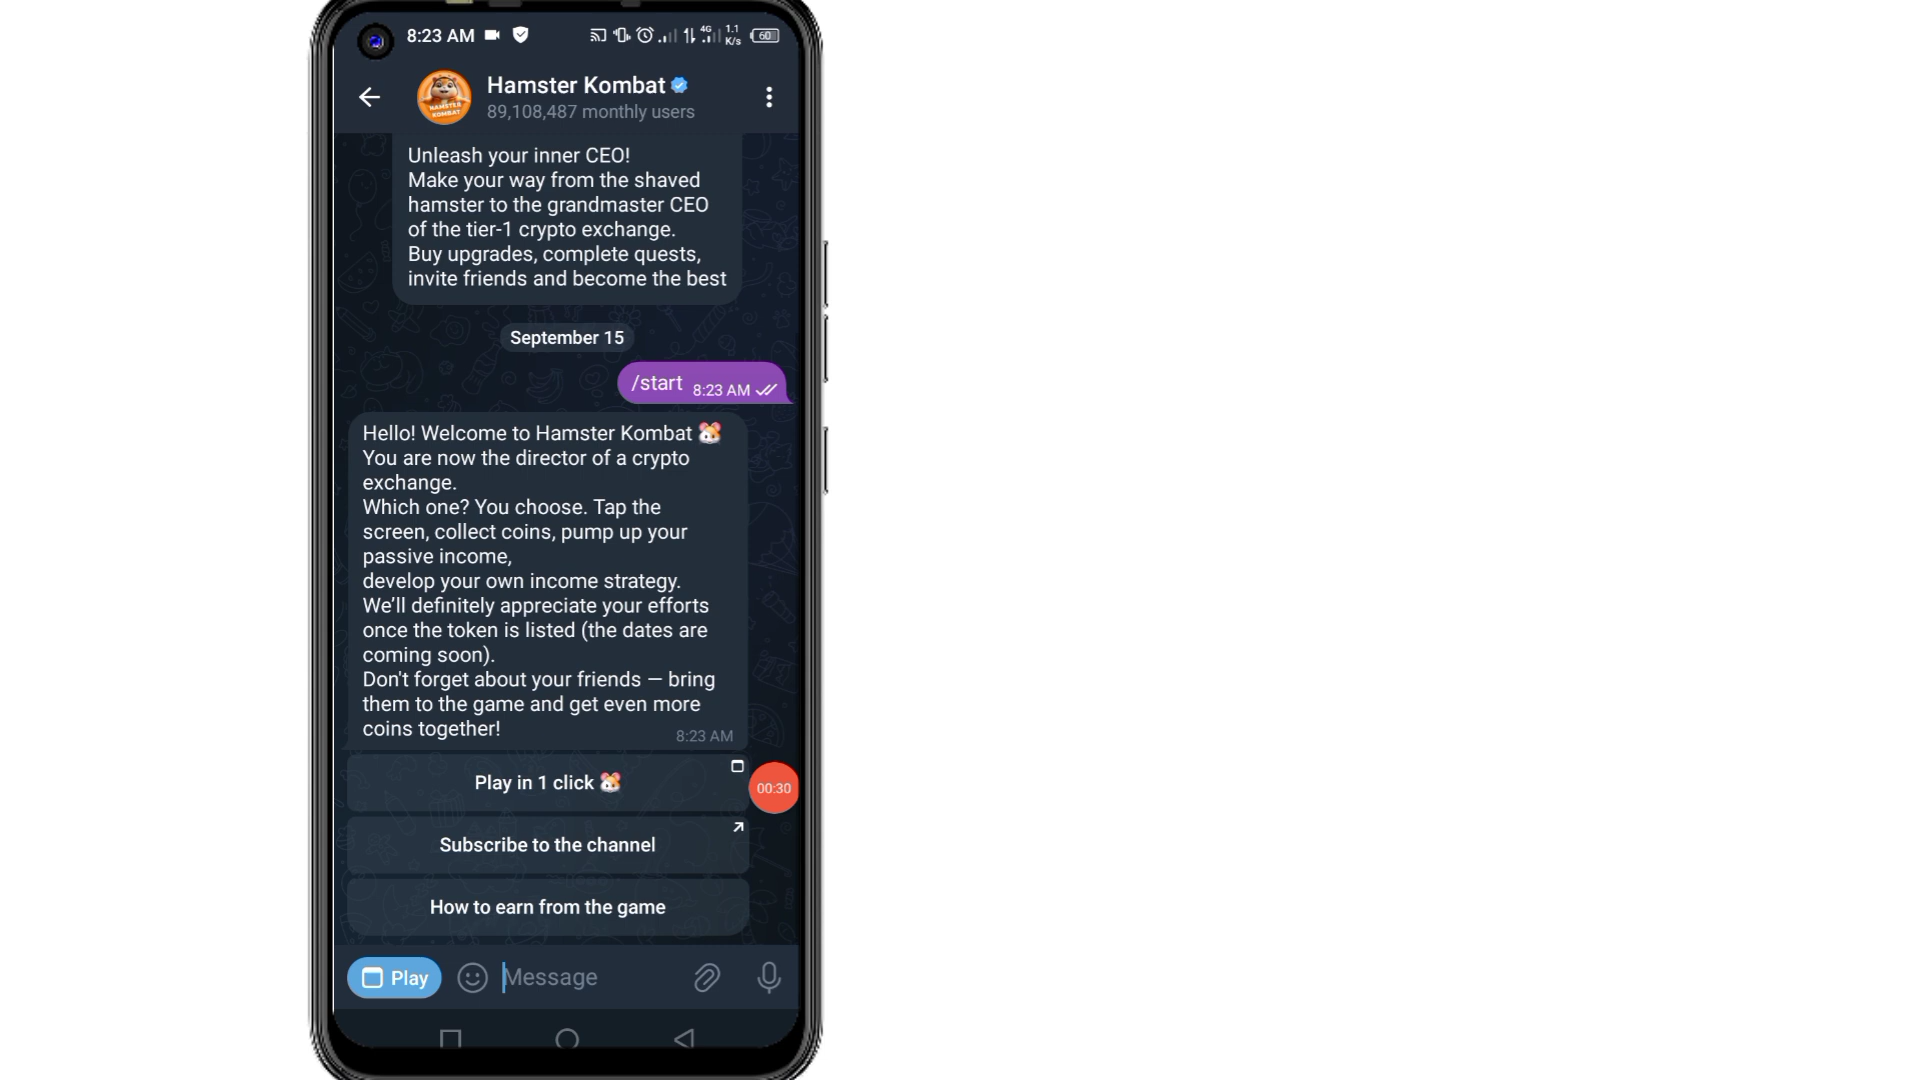 8:23 AM
4G
1.1
K/s
60
Hamster Kombat
89,108,487 monthly users
HAMSTER
KOMBAT
Unleash your inner CEO!
Make your way from the shaved
hamster to the grandmaster CEO
of the tier-1 crypto exchange.
Buy upgrades, complete quests,
invite friends and become the best
September 15
/start 8:23 AM
Hello! Welcome to Hamster Kombat 🐹
You are now the director of a crypto
exchange.
Which one? You choose. Tap the
screen, collect coins, pump up your
passive income,
develop your own income strategy.
We’ll definitely appreciate your efforts
once the token is listed (the dates are
coming soon).
Don't forget about your friends — bring
them to the game and get even more
coins together!
8:23 AM
Play in 1 click 🐹
00:30
Subscribe to the channel
How to earn from the game
Play
Message